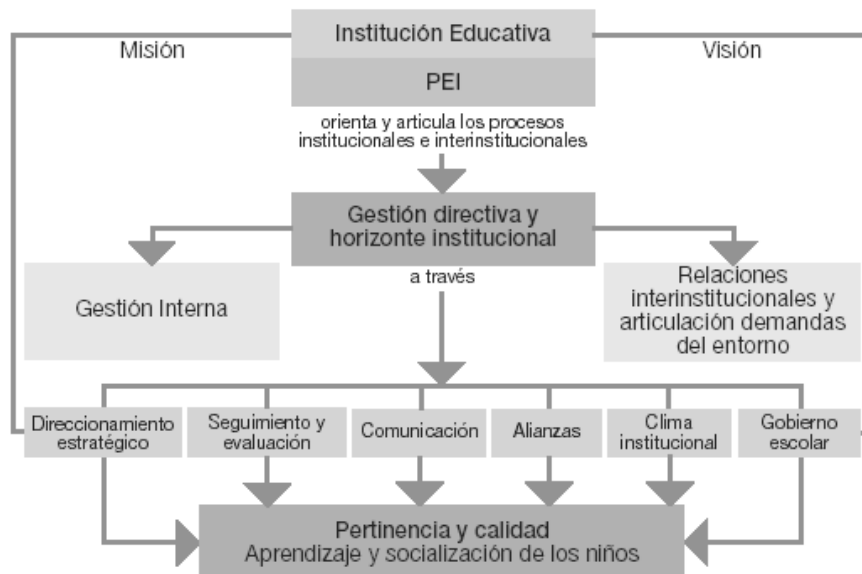 Institución Educativa
Misión
Visión
PEI
orienta y articula los procesos
institucionales e interinstitucionales
Gestión directiva y
horizonte institucional
a través
Gestión Interna
Relaciones
interinstitucionales y
articulación demandas
del entorno
Direccionamiento
estratégico
Seguimiento y
evaluación
Comunicación
Alianzas
Clima
institucional
Gobierno
escolar
Pertinencia y calidad
Aprendizaje y socialización de los niños